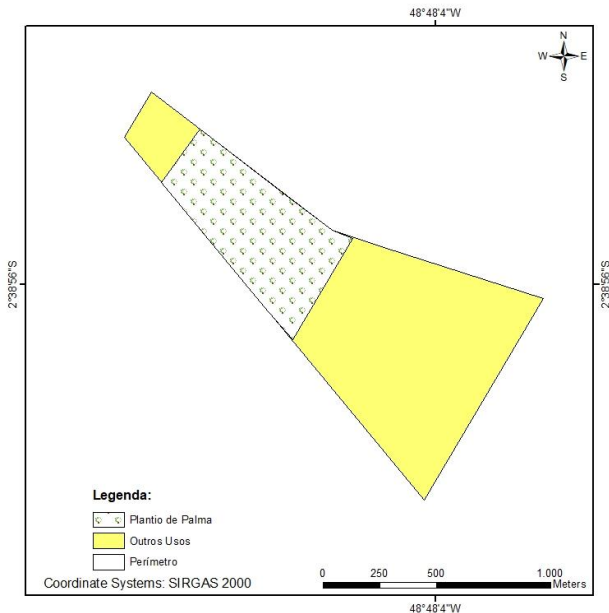 48°48'4"W
N
W E
S
2°38'56"S
2°38'56"S
Legenda:
Plantio de Palma
Outros Usos
Perímetro
Coordinate Systems: SIRGAS 2000
0 250 500 1.000
Meters
48°48'4"W